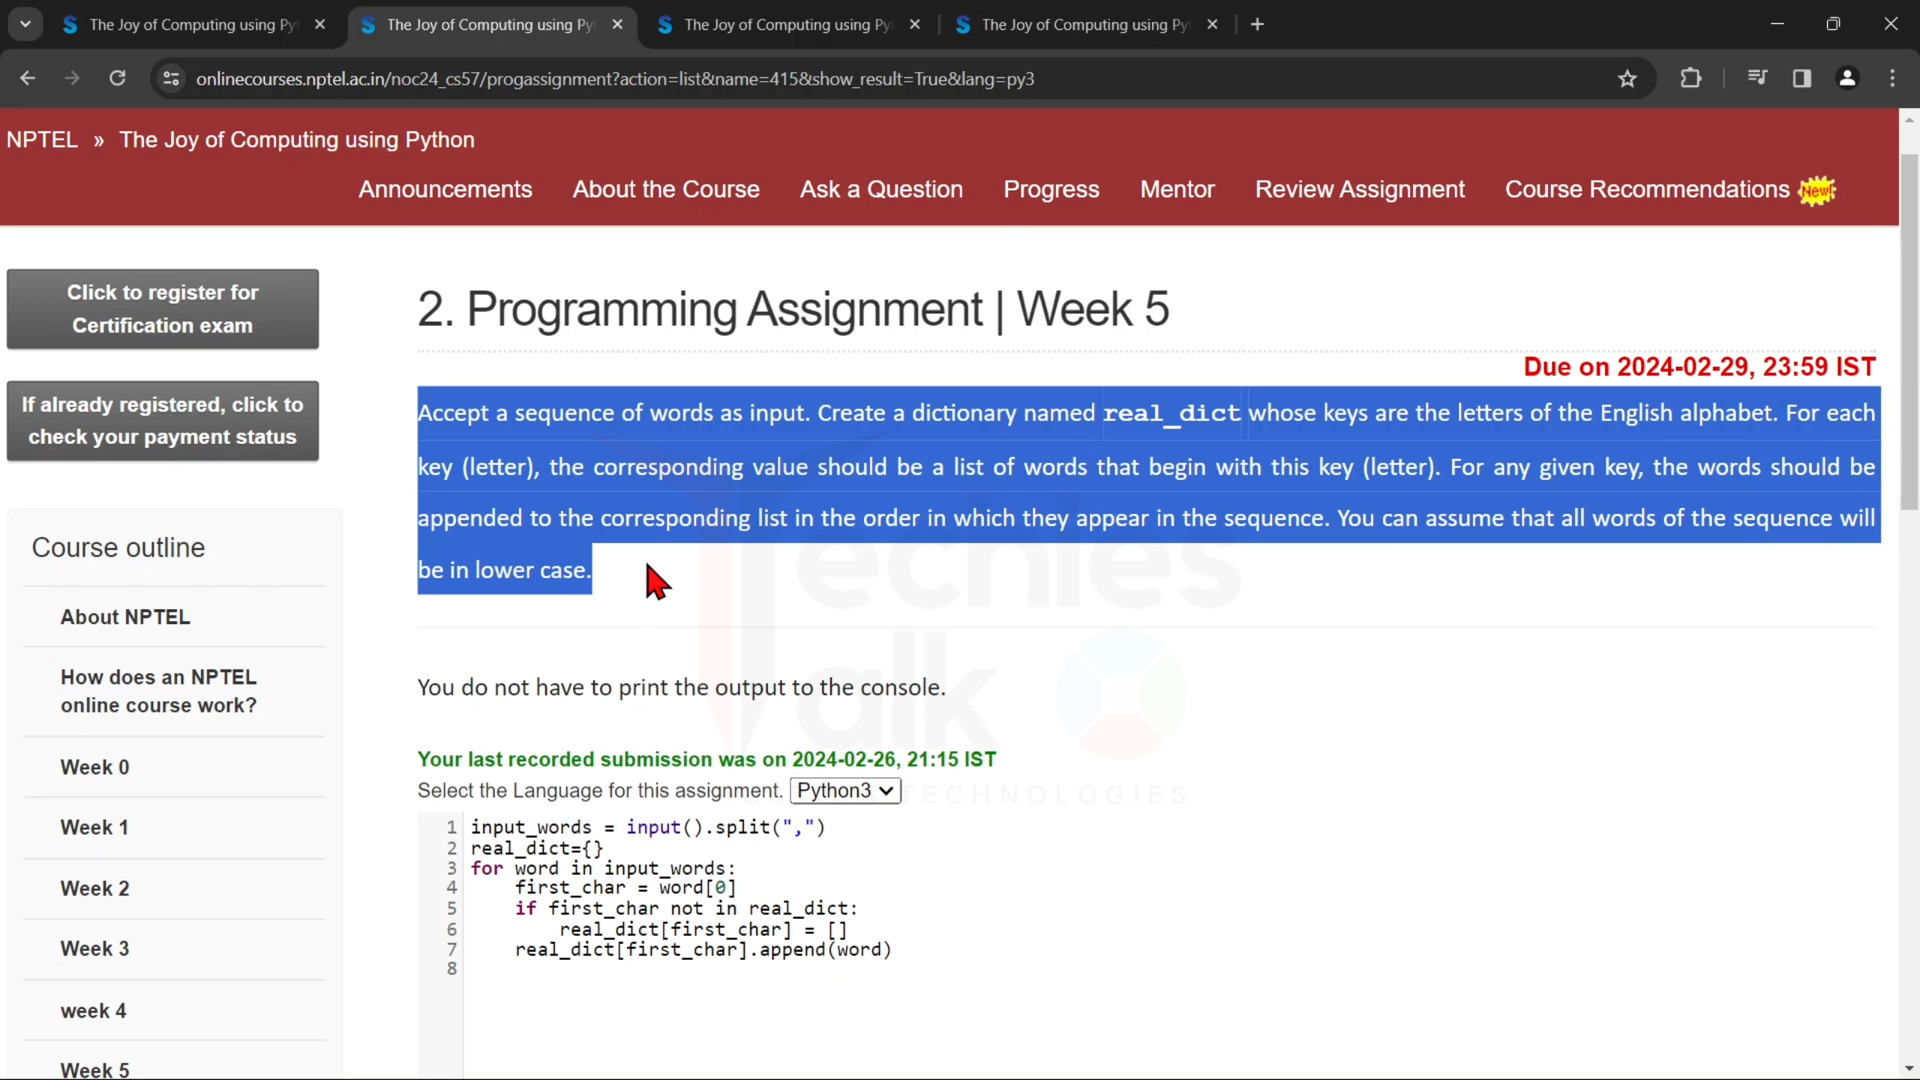 The Joy of Computing using Py
The Joy of Computing using Py
The Joy of Computing using Py
The Joy of Computing using Py
onlinecourses.nptel.ac.in/noc24_cs57/progassignment?action=list&name=415&show_result=True&lang=py3
NPTEL » The Joy of Computing using Python
Announcements About the Course Ask a Question Progress Mentor Review Assignment Course Recommendations New!
Click to register for
Certification exam
If already registered, click to
check your payment status
Course outline
About NPTEL
How does an NPTEL
online course work?
Week 0
Week 1
Week 2
Week 3
week 4
Week 5
2. Programming Assignment | Week 5
Due on 2024-02-29, 23:59 IST
Accept a sequence of words as input. Create a dictionary named real_dict whose keys are the letters of the English alphabet. For each
key (letter), the corresponding value should be a list of words that begin with this key (letter). For any given key, the words should be
appended to the corresponding list in the order in which they appear in the sequence. You can assume that all words of the sequence will
be in lower case.
You do not have to print the output to the console.
Your last recorded submission was on 2024-02-26, 21:15 IST
Select the Language for this assignment. Python3
1 input_words = input().split(",")
2 real_dict={}
3 for word in input_words:
4 first_char = word[0]
5 if first_char not in real_dict:
6 real_dict[first_char] = []
7 real_dict[first_char].append(word)
8
Techies
Talk
TECHNOLOGIES